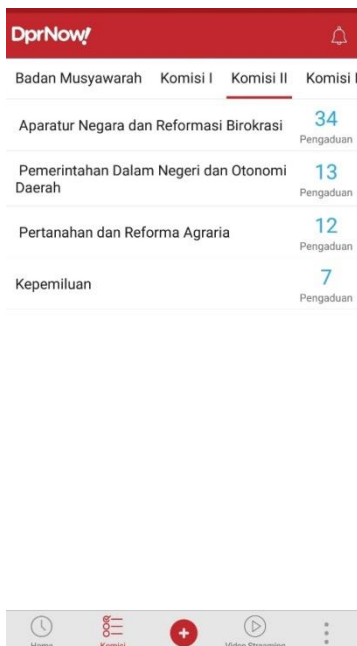 DprNow!
Badan Musyawarah Komisi I Komisi II Komisi I
Aparatur Negara dan Reformasi Birokrasi 34
Pengaduan
Pemerintahan Dalam Negeri dan Otonomi 13
Daerah Pengaduan
Pertanahan dan Reforma Agraria 12
Pengaduan
Kepemiluan 7
Pengaduan
Home Komisi Video Streaming